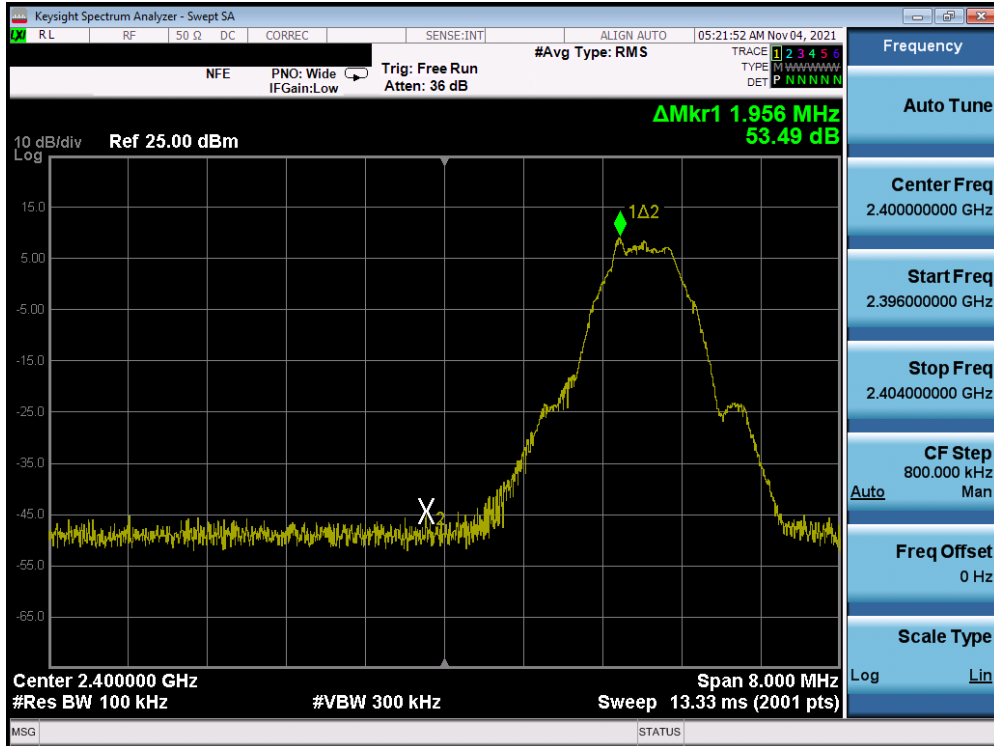 Keysight Spectrum Analyzer - Swept SA
LXI RL RF 50 Ω DC CORREC SENSE:INT ALIGN AUTO 05:21:52 AM Nov 04, 2021
NFE PNO: Wide Trig: Free Run #Avg Type: RMS TRACE 1 2 3 4 5 6
IFGain:Low Atten: 36 dB TYPE M WWWWW
DET P N N N N N
ΔMkr1 1.956 MHz
53.49 dB
10 dB/div Ref 25.00 dBm
Log
15.0
5.00
-5.00
-15.0
-25.0
-35.0
-45.0
-55.0
-65.0
1Δ2
X2
Center 2.400000 GHz Span 8.000 MHz
#Res BW 100 kHz #VBW 300 kHz Sweep 13.33 ms (2001 pts)
MSG STATUS
Frequency
Auto Tune
Center Freq
2.400000000 GHz
Start Freq
2.396000000 GHz
Stop Freq
2.404000000 GHz
CF Step
800.000 kHz
Auto Man
Freq Offset
0 Hz
Scale Type
Log Lin